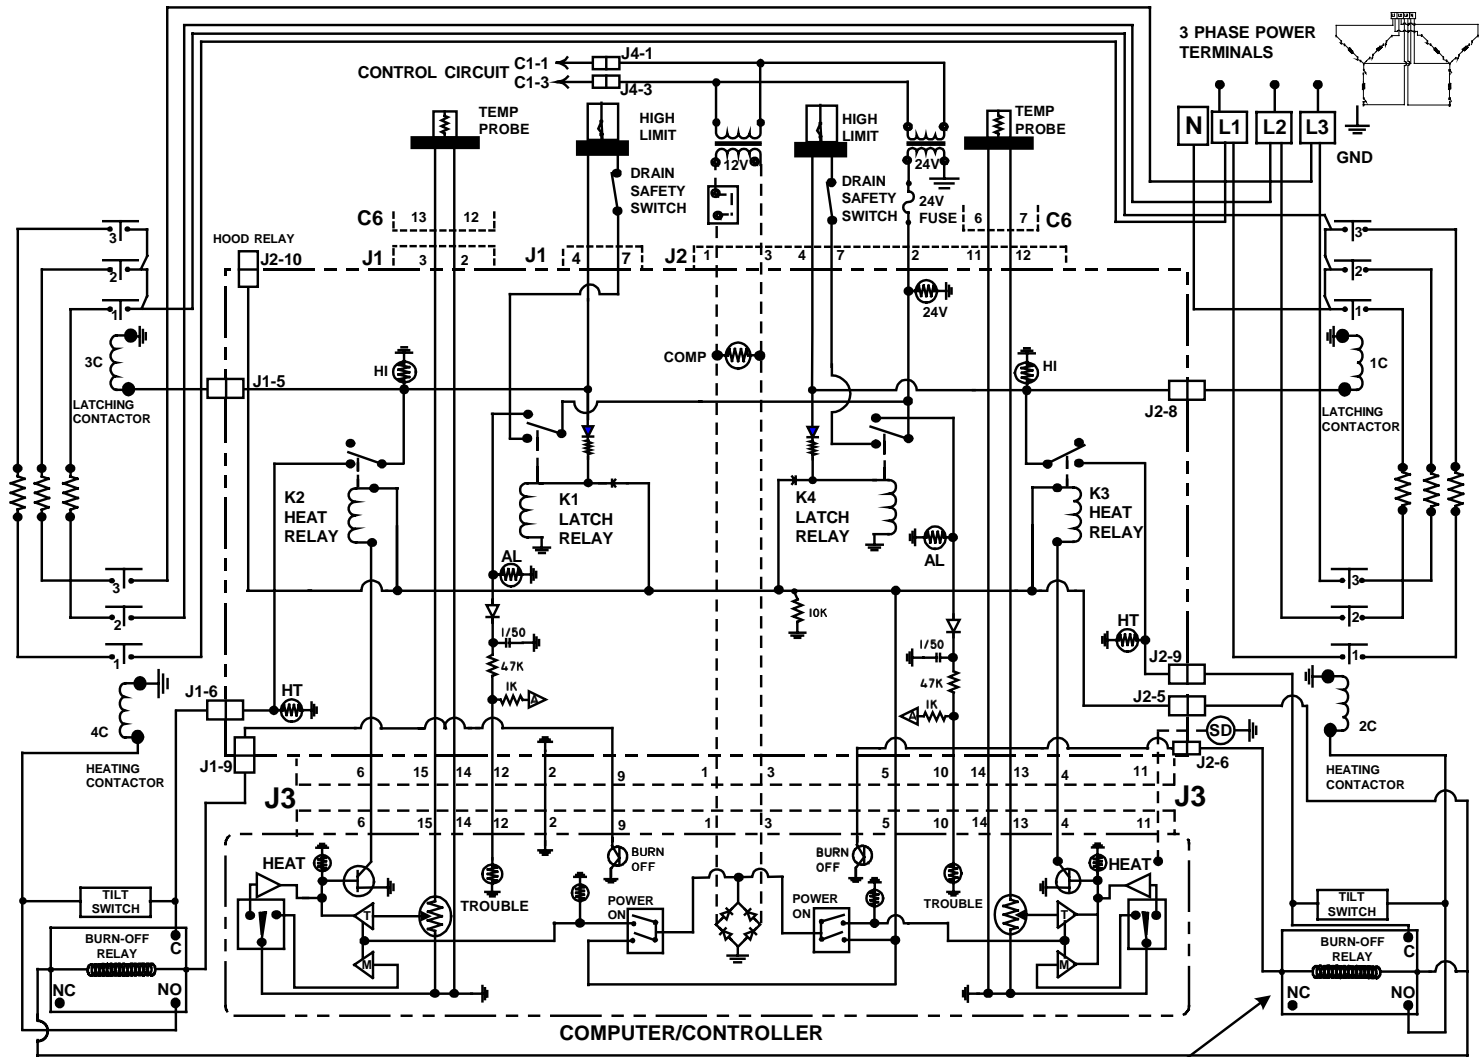 3 PHASE POWER
TERMINALS
CONTROL CIRCUIT
C1-1
J4-1
C1-3
J4-3
TEMP
PROBE
HIGH
LIMIT
HIGH
LIMIT
TEMP
PROBE
N
L1
L2
L3
GND
12V
24V
DRAIN
SAFETY
SWITCH
DRAIN
SAFETY
SWITCH
24V
FUSE
C6
13
12
6
7
C6
HOOD RELAY
J2-10
J1
3
2
J1
4
7
J2
1
3
4
7
2
11
12
3
2
1
3
2
1
24V
COMP
3C
J1-5
HI
HI
1C
LATCHING
CONTACTOR
J2-8
LATCHING
CONTACTOR
K2
HEAT
RELAY
K1
LATCH
RELAY
K4
LATCH
RELAY
K3
HEAT
RELAY
AL
AL
3
2
1
3
2
1
10K
1/50
47K
1K
A
1/50
47K
1K
A
HT
J2-9
J1-6
HT
J2-5
4C
SD
2C
J1-9
J2-6
HEATING
CONTACTOR
HEATING
CONTACTOR
6
15
14
12
2
9
1
3
5
10
14
13
4
11
J3
J3
6
15
14
12
2
9
1
3
5
10
14
13
4
11
HEAT
BURN
OFF
BURN
OFF
HEAT
TROUBLE
POWER
ON
POWER
ON
TROUBLE
T
T
M
M
TILT
SWITCH
TILT
SWITCH
BURN-OFF
RELAY
C
NC
NO
BURN-OFF
RELAY
C
NC
NO
COMPUTER/CONTROLLER